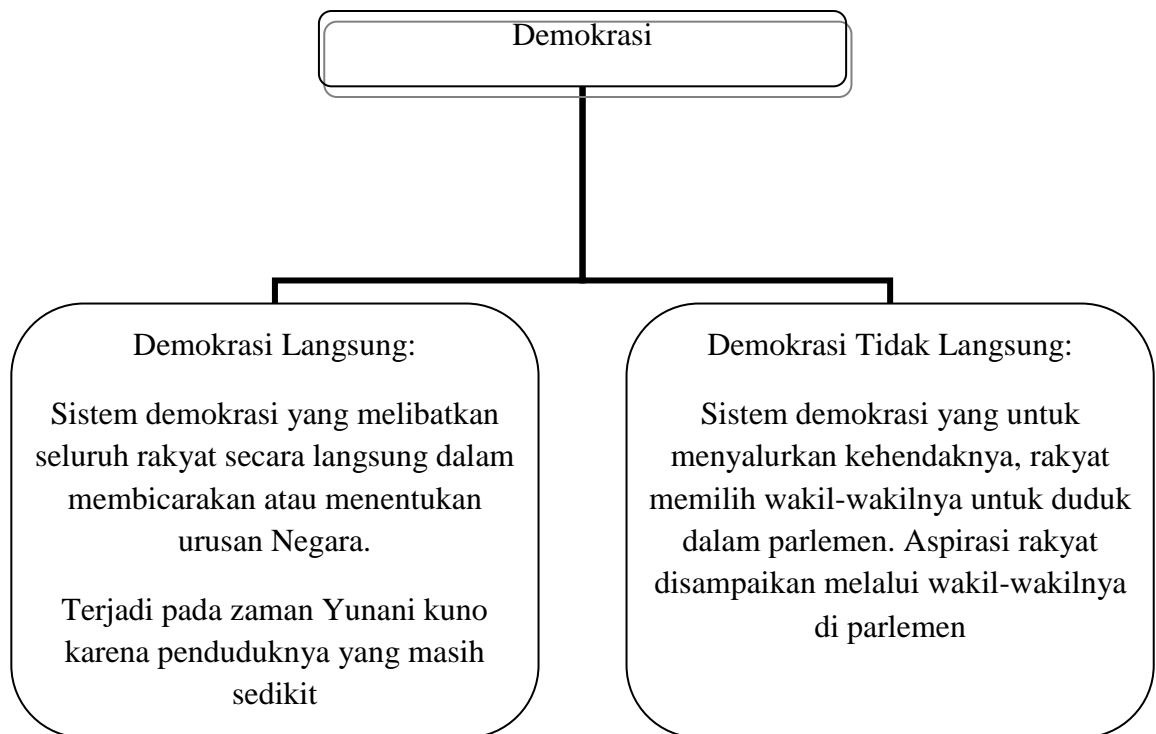 Demokrasi
Demokrasi Langsung:
Sistem demokrasi yang melibatkan
seluruh rakyat secara langsung dalam
membicarakan atau menentukan
urusan Negara.
Terjadi pada zaman Yunani kuno
karena penduduknya yang masih
sedikit
Demokrasi Tidak Langsung:
Sistem demokrasi yang untuk
menyalurkan kehendaknya, rakyat
memilih wakil-wakilnya untuk duduk
dalam parlemen. Aspirasi rakyat
disampaikan melalui wakil-wakilnya
di parlemen